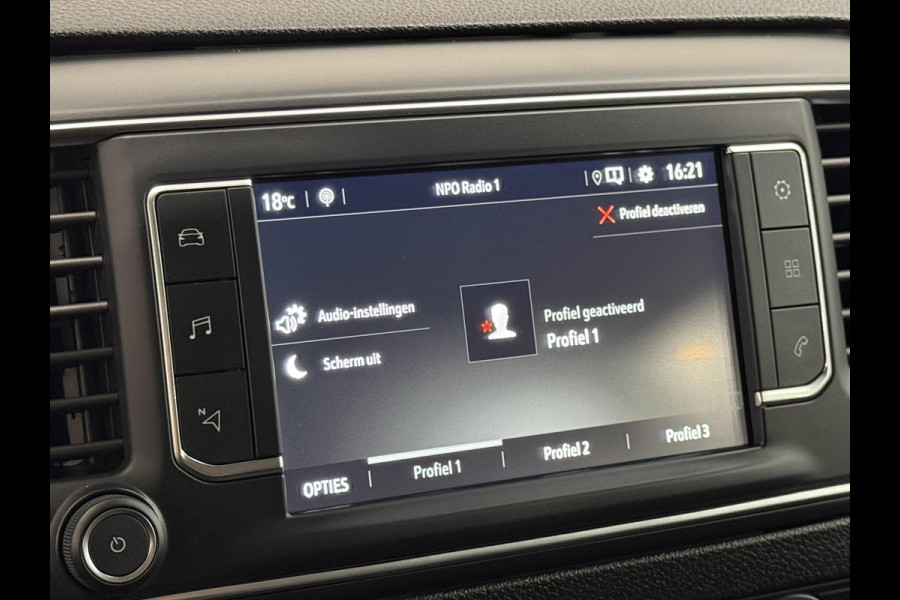 18°C
NPO Radio 1
16:21
Profiel deactiveren
Audio-instellingen
Profiel geactiveerd
Profiel 1
Scherm uit
N
OPTIES
Profiel 1
Profiel 2
Profiel 3